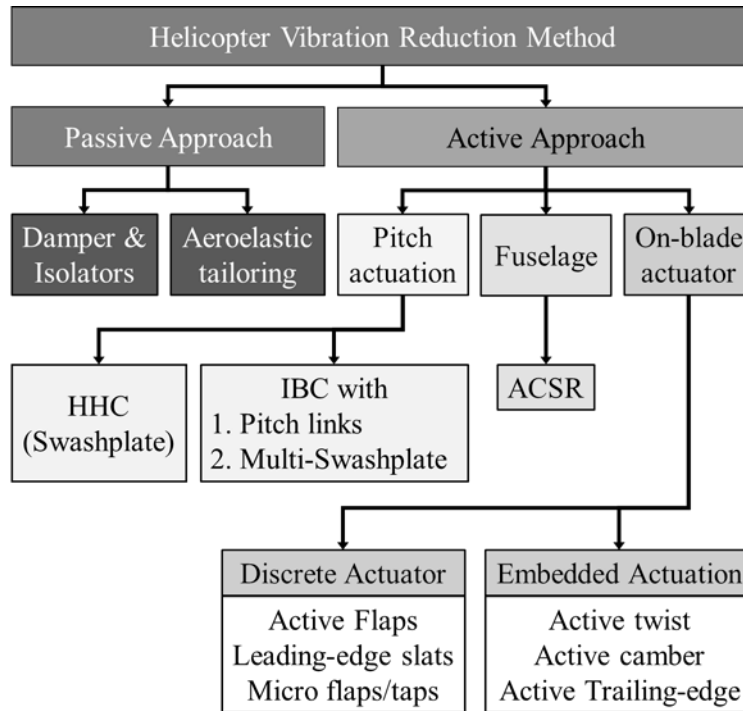 Helicopter Vibration Reduction Method
Passive Approach
Active Approach
Damper &
Isolators
Aeroelastic
tailoring
Pitch
actuation
Fuselage
On-blade
actuator
HHC
(Swashplate)
IBC with
1. Pitch links
2. Multi-Swashplate
ACSR
Discrete Actuator
Active Flaps
Leading-edge slats
Micro flaps/taps
Embedded Actuation
Active twist
Active camber
Active Trailing-edge